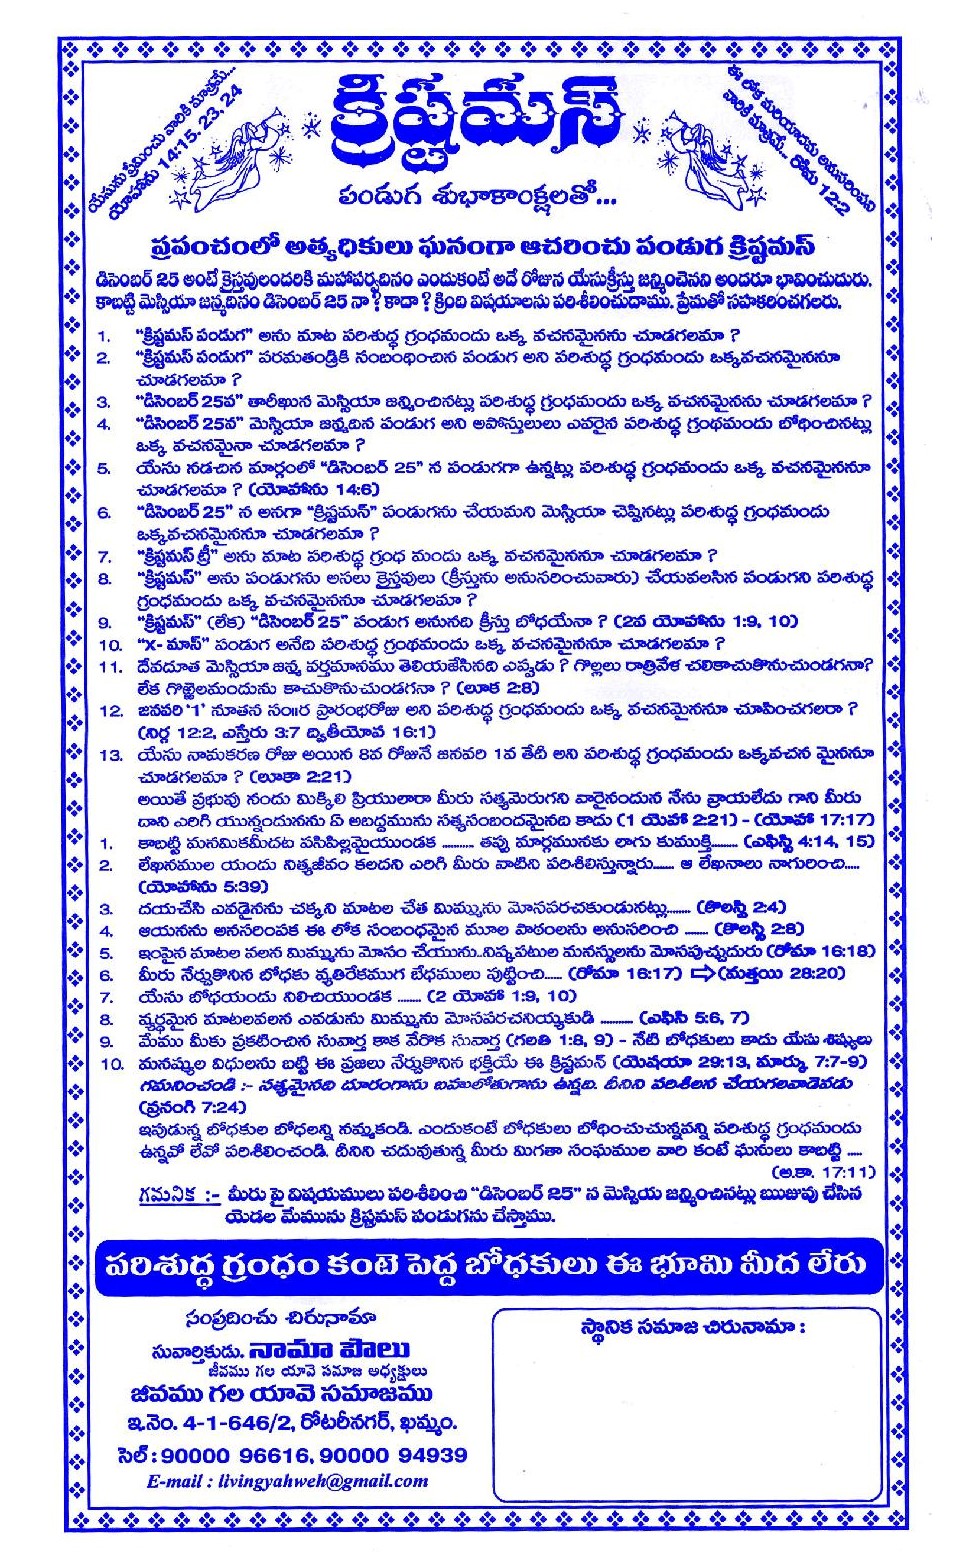 యేసును ప్రేమించు వారికి మాత్రమే...
యోహాను 14:15, 23, 24
క్రిష్టమస్
పండుగ శుభాకాంక్షలతో...
ఈ లోక మరియాదను అనుసరింపని
వారికి మాత్రమే.. రోమా 12:2
ప్రపంచంలో అత్యధికులు ఘనంగా ఆచరించు పండుగ క్రిష్టమస్
డిసెంబర్ 25 అంటే క్రైస్తవులందరికి మహాపర్వదినం ఎందుకంటే అదే రోజున యేసుక్రీస్తు జన్మించెనని అందరూ భావించుదురు.
కాబట్టి మెస్సియా జన్మదినం డిసెంబర్ 25 నా? కాదా? క్రింది విషయాలను పరిశీలించుదాము. ప్రేమతో సహకరించగలరు.
1. "క్రిష్టమస్ పండుగ" అను మాట పరిశుద్ధ గ్రంథమందు ఒక్క వచనమైనను చూడగలమా ?
2. "క్రిష్టమస్ పండుగ" పరమతండ్రికి సంబంధించిన పండుగ అని పరిశుద్ధ గ్రంథమందు ఒక్కవచనమైననూ
చూడగలమా ?
3. "డిసెంబర్ 25వ" తారీఖున మెస్సియా జన్మించినట్లు పరిశుద్ధ గ్రంథమందు ఒక్క వచనమైనను చూడగలమా ?
4. "డిసెంబర్ 25వ" మెస్సియా జన్మదిన పండుగ అని అపోస్తులులు ఎవరైన పరిశుద్ధ గ్రంథమందు బోధించినట్లు
ఒక్క వచనమైనా చూడగలమా ?
5. యేసు నడచిన మార్గంలో "డిసెంబర్ 25" న పండుగగా ఉన్నట్లు పరిశుద్ధ గ్రంథమందు ఒక్క వచనమైననూ
చూడగలమా ? (యోహాను 14:6)
6. "డిసెంబర్ 25" న అనగా "క్రిష్టమస్" పండుగను చేయమని మెస్సియా చెప్పినట్లు పరిశుద్ధ గ్రంథమందు
ఒక్కవచనమైననూ చూడగలమా ?
7. "క్రిష్టమస్ ట్రీ" అను మాట పరిశుద్ధ గ్రంథ మందు ఒక్క వచనమైననూ చూడగలమా ?
8. "క్రిష్టమస్" అను పండుగను అసలు క్రైస్తవులు (క్రీస్తును అనుసరించువారు) చేయవలసిన పండుగని పరిశుద్ధ
గ్రంథమందు ఒక్క వచనమైననూ చూడగలమా ?
9. "క్రిష్టమస్" (లేక) "డిసెంబర్ 25" పండుగ అనునది క్రీస్తు బోధయేనా ? (2వ యోహాను 1:9, 10)
10. "X- మాస్" పండుగ అనేది పరిశుద్ధ గ్రంథమందు ఒక్క వచనమైననూ చూడగలమా ?
11. దేవదూత మెస్సియా జన్మ వర్తమానము తెలియజేసినది ఎప్పుడు ? గొల్లలు రాత్రివేళ చలికాచుకొనుచుండగనా?
లేక గొఱ్ఱెలమందును కాచుకొనుచుండగనా ? (లూక 2:8)
12. జనవరి '1' నూతన సం॥ర ప్రారంభరోజు అని పరిశుద్ధ గ్రంథమందు ఒక్క వచనమైననూ చూపించగలరా ?
(నిర్గ 12:2, ఎస్తేరు 3:7 ద్వితీయోప 16:1)
13. యేసు నామకరణ రోజు అయిన 8వ రోజునే జనవరి 1వ తేదీ అని పరిశుద్ధ గ్రంథమందు ఒక్కవచన మైననూ
చూడగలమా ? (లూకా 2:21)
అయితే ప్రభువు నందు మిక్కిలి ప్రియులారా మీరు సత్యమెరుగని వారైనందున నేను వ్రాయలేదు గాని మీరు
దాని ఎరిగి యున్నందునను ఏ అబద్ధమును సత్యసంబందమైనది కాదు (1 యెహా 2:21) - (యోహా 17:17)
1. కాబట్టి మనమికమీదట పసిపిల్లమైయుండక .......... తప్పు మార్గమునకు లాగు కుముక్తి........ (ఎఫిస్సి 4:14, 15)
2. లేఖనముల యందు నిత్యజీవం కలదని ఎరిగి మీరు వాటిని పరిశీలిస్తున్నారు...... ఆ లేఖనాలు నాగురించి....
(యోహాను 5:39)
3. దయచేసి ఎవడైనను చక్కని మాటల చేత మిమ్మును మోసపరచకుండునట్లు....... (కొలస్సి 2:4)
4. ఆయనను అనసరింపక ఈ లోక సంబంధమైన మూల పాఠంలను అనుసరించి ....... (కొలస్సి 2:8)
5. ఇంపైన మాటల వలన మిమ్మును మోసం చేయును..నిష్కపటుల మనస్సులను మోసపుచ్చుదురు (రోమా 16:18)
6. మీరు నేర్చుకొనిన బోధకు వ్యతిరేకముగ బేధములు పుట్టించి..... (రోమా 16:17) ⇨ (మత్తయి 28:20)
7. యేసు బోధయందు నిలిచియుండక ....... (2 యోహా 1:9, 10)
8. వ్యర్థమైన మాటలవలన ఎవడును మిమ్మును మోసపరచనియ్యకుడి .......... (ఎఫిసి 5:6, 7)
9. మేము మీకు ప్రకటించిన సువార్త కాక వేరొక సువార్త (గలతి 1:8, 9) - నేటి బోధకులు కాదు యేసు శిష్యులు
10. మనష్యుల విధులను బట్టి ఈ ప్రజలు నేర్చుకొనిన భక్తియే ఈ క్రిష్టమస్ (యెషయా 29:13, మార్కు 7:7-9)
గమనించండి :- సత్యమైనది దూరంగాను బహులోతుగాను ఉన్నది. దీనిని పరిశీలన చేయగలవాడెవడు
(ప్రసంగి 7:24)
ఇపుడున్న బోధకుల బోధలన్ని నమ్మకండి. ఎందుకంటే బోధకులు బోధించుచున్నవన్ని పరిశుద్ధ గ్రంథమందు
ఉన్నవో లేవో పరిశీలించండి. దీనిని చదువుతున్న మీరు మిగతా సంఘముల వారి కంటే ఘనులు కాబట్టి ....
(అ.కా. 17:11)
గమనిక :- మీరు పై విషయములు పరిశీలించి "డిసెంబర్ 25" న మెస్సియ జన్మించినట్లు ఋజువు చేసిన
యెడల మేమును క్రిష్టమస్ పండుగను చేస్తాము.
పరిశుద్ధ గ్రంధం కంటె పెద్ద బోధకులు ఈ భూమి మీద లేరు
సంప్రదించు చిరునామా
సువార్తికుడు. నామా పౌలు
జీవము గల యావె సమాజ అధ్యక్షులు
జీవము గల యావె సమాజము
ఇ.నెం. 4-1-646/2, రోటరీనగర్, ఖమ్మం.
సెల్ : 90000 96616, 90000 94939
E-mail : livingyahweh@gmail.com
స్థానిక సమాజ చిరునామా :